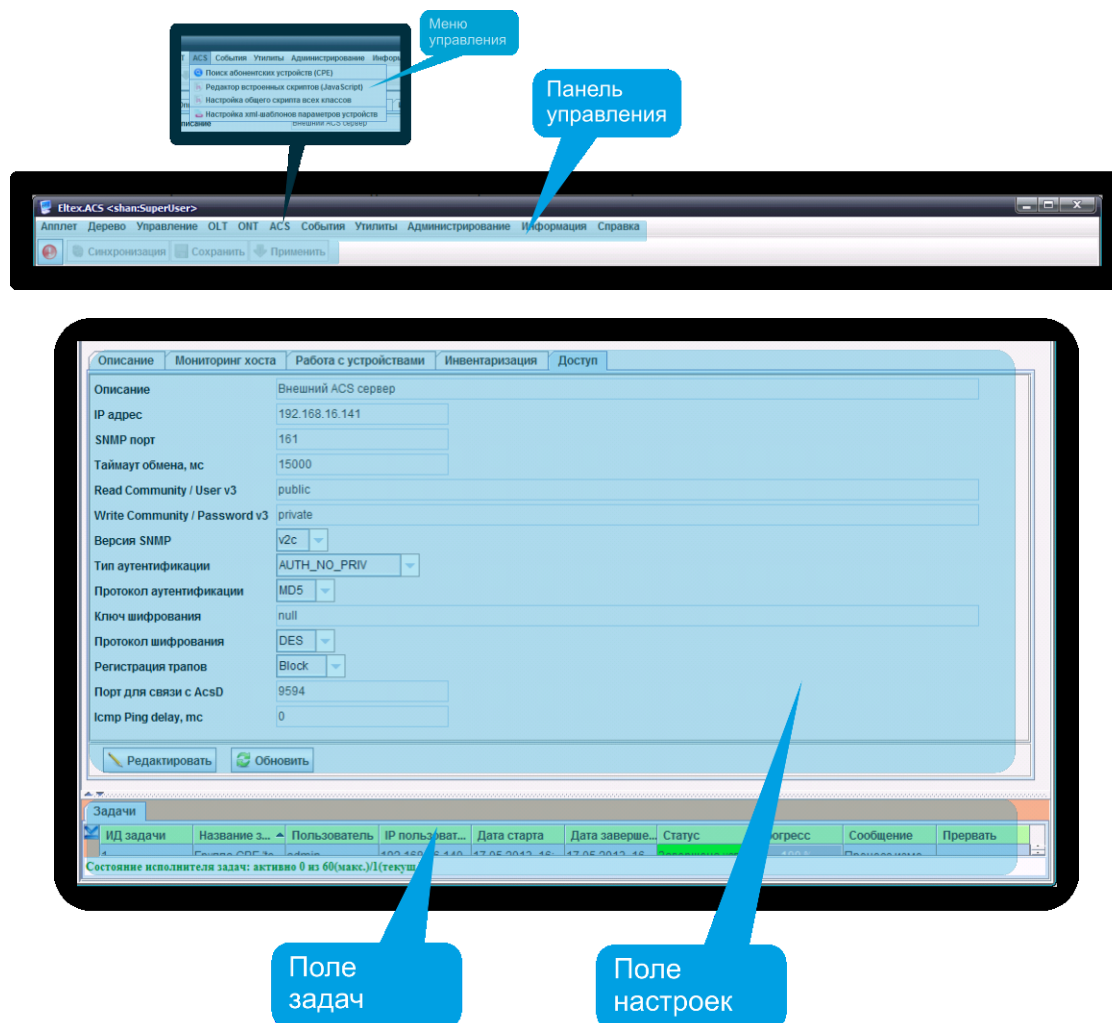 Меню
управления
ACS События Утилиты Администрирование
Поиск абонентских устройств (CPE)
Редактор встроенных скриптов (JavaScript)
Настройка общего скрипта всех классов
Настройка xml-шаблонов параметров устройств
Внешний ACS сервер
Панель
управления
Eltex.ACS <shan:SuperUser>
Апплет Дерево Управление OLT ONT ACS События Утилиты Администрирование Информация Справка
Синхронизация Сохранить Применить
Описание Мониторинг хоста Работа с устройствами Инвентаризация Доступ
Описание Внешний ACS сервер
IP адрес 192.168.16.141
SNMP порт 161
Таймаут обмена, мс 15000
Read Community / User v3 public
Write Community / Password v3 private
Версия SNMP v2c
Тип аутентификации AUTH_NO_PRIV
Протокол аутентификации MD5
Ключ шифрования null
Протокол шифрования DES
Регистрация трапов Block
Порт для связи с AcsD 9594
Icmp Ping delay, mc 0
Редактировать Обновить
Задачи
ИД задачи Название з... Пользователь IP пользоват... Дата старта Дата заверше... Статус Сообщение Прервать
Состояние исполнителя задач: активно 0 из 60(макс.)/1(текущ
Поле
задач
Поле
настроек